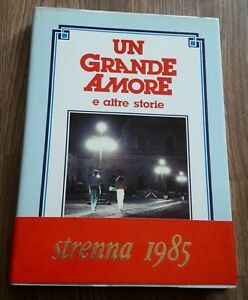 UN
GRANDE
AMORE
e altre storie
strenna 1985